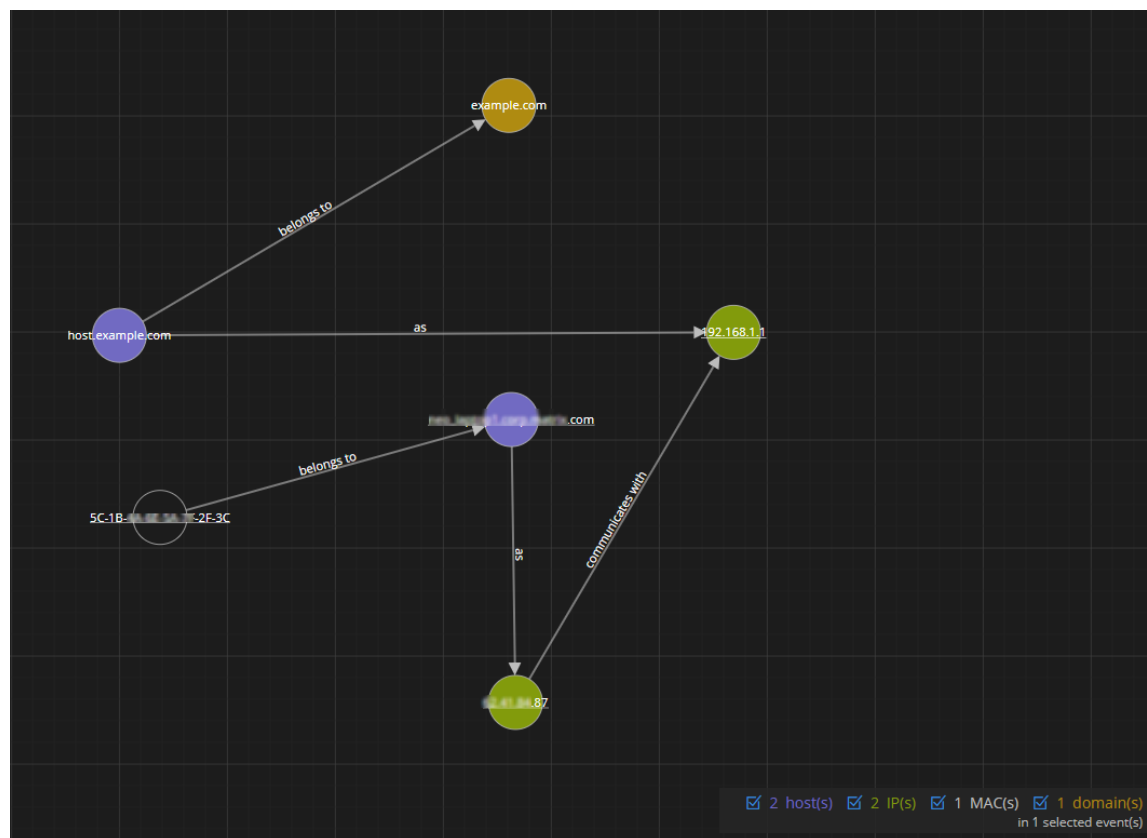 example.com
belongs to
host.example.com
as
192.168.1.1
.com
belongs to
5C-1B- -2F-3C
as
communicates with
.87
2 host(s) 2 IP(s) 1 MAC(s) 1 domain(s)
in 1 selected event(s)